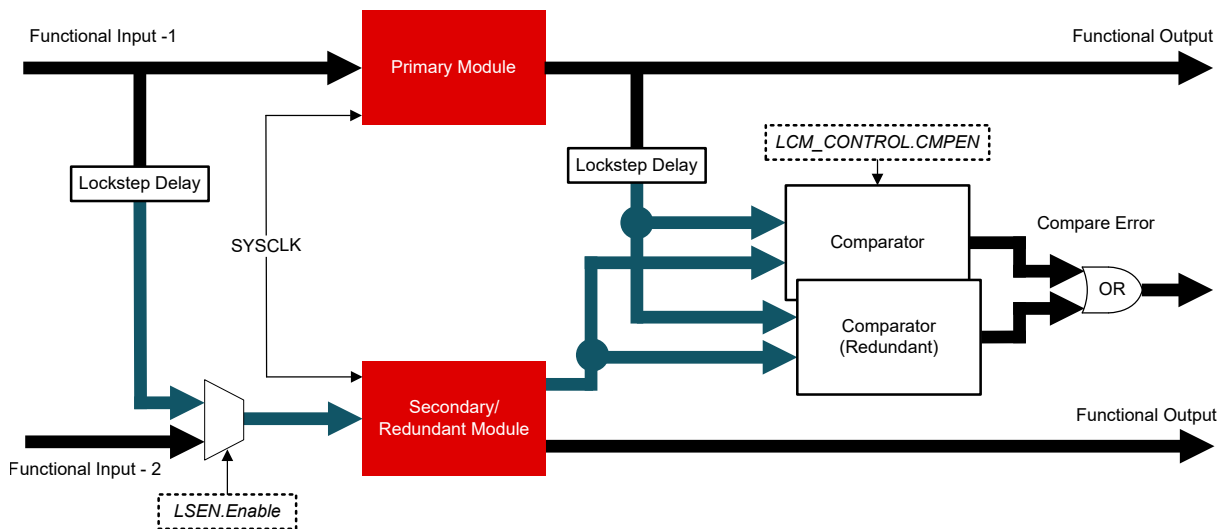 Functional Input -1
Primary Module
Functional Output
LCM_CONTROL.CMPEN
Lockstep Delay
Lockstep Delay
SYSCLK
Comparator
Compare Error
OR
Comparator
(Redundant)
Secondary/
Redundant Module
Functional Output
Functional Input - 2
LSEN.Enable